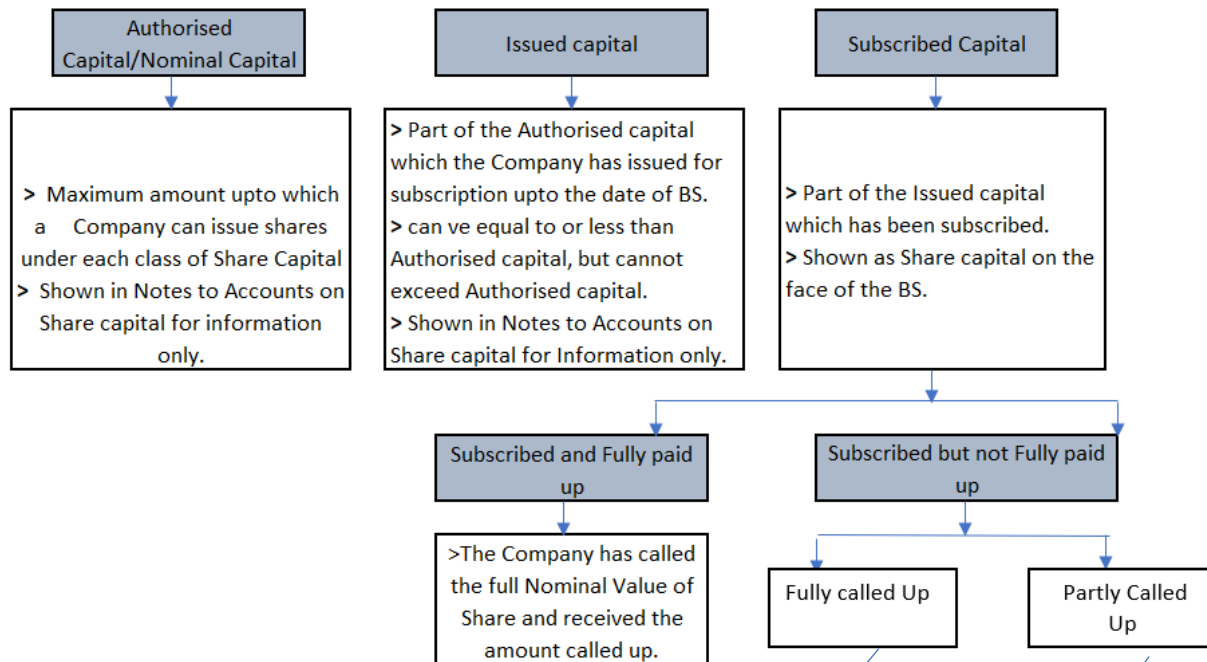 Authorised
Capital/Nominal Capital
Issued capital
Subscribed Capital
> Maximum amount upto which
a Company can issue shares
under each class of Share Capital
> Shown in Notes to Accounts on
Share capital for information
only.
> Part of the Authorised capital
which the Company has issued for
subscription upto the date of BS.
> can ve equal to or less than
Authorised capital, but cannot
exceed Authorised capital.
> Shown in Notes to Accounts on
Share capital for Information only.
> Part of the Issued capital
which has been subscribed.
> Shown as Share capital on the
face of the BS.
Subscribed and Fully paid
up
Subscribed but not Fully paid
up
>The Company has called
the full Nominal Value of
Share and received the
amount called up.
Fully called Up
Partly Called
Up